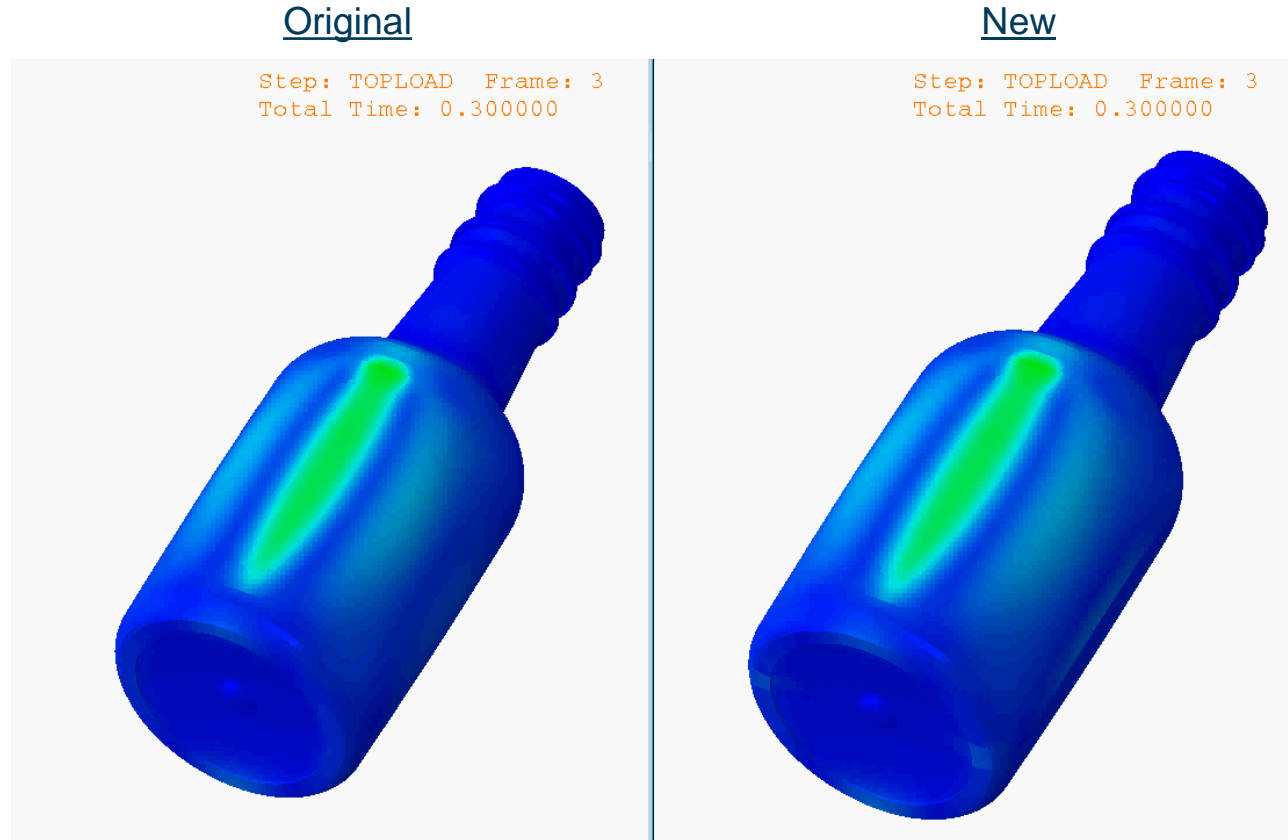 Original
New
Step: TOPLOAD  Frame: 3
Total Time: 0.300000
Step: TOPLOAD  Frame: 3
Total Time: 0.300000